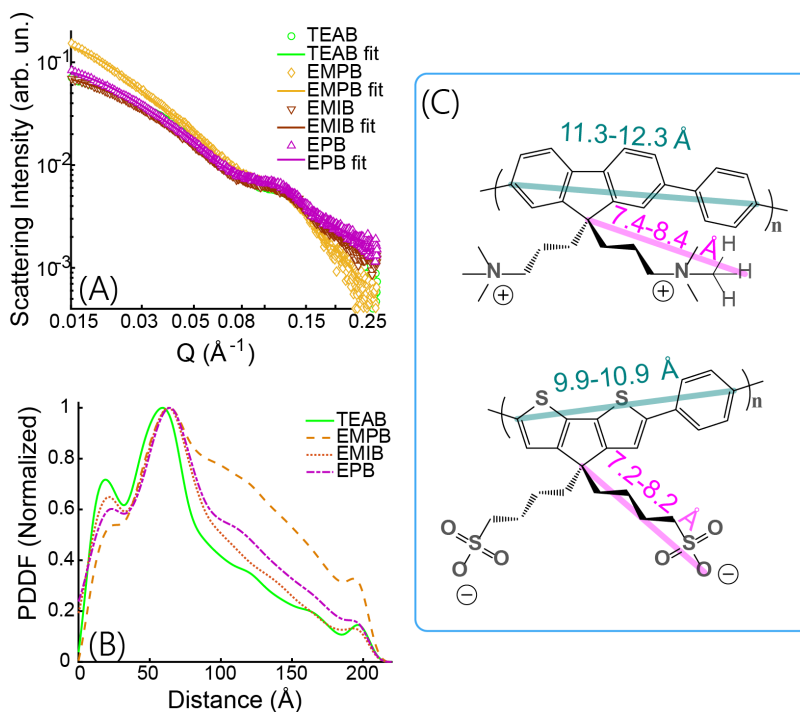 (A)
Scattering Intensity (arb. un.)
10⁻¹
10⁻²
10⁻³
TEAB
TEAB fit
EMPB
EMPB fit
EMIB
EMIB fit
EPB
EPB fit
0.015 0.03 0.05 0.08 0.15 0.25
Q (Å⁻¹)
(B)
PDDF (Normalized)
1
0.8
0.6
0.4
0.2
0
TEAB
EMPB
EMIB
EPB
0 50 100 150 200
Distance (Å)
(C)
11.3-12.3 Å
( ) n
7.4-8.4 Å
N
+
N
+
H
H
H
9.9-10.9 Å
S S
( ) n
7.2-8.2 Å
O O
S
O
−
S
O O
O
−